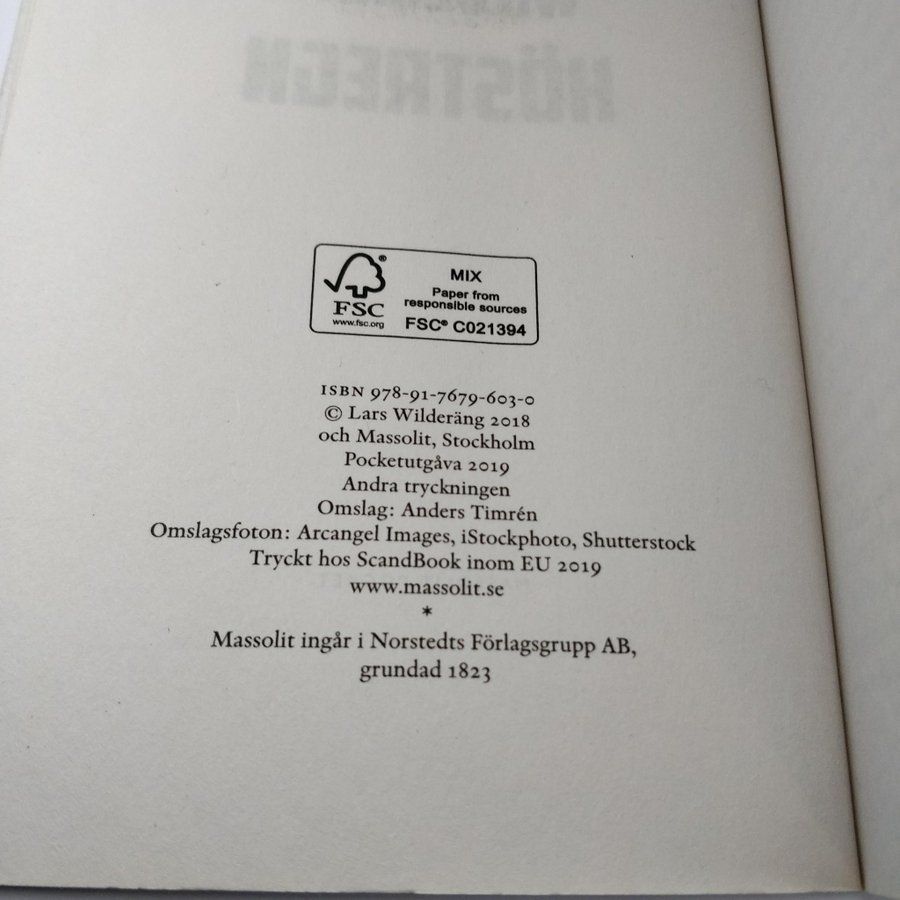 HÖSTREGN
FSC®
www.fsc.org
MIX
Paper from
responsible sources
FSC® C021394
ISBN 978-91-7679-603-0
© Lars Wilderäng 2018
och Massolit, Stockholm
Pocketutgåva 2019
Andra tryckningen
Omslag: Anders Timrén
Omslagsfoton: Arcangel Images, iStockphoto, Shutterstock
Tryckt hos ScandBook inom EU 2019
www.massolit.se
*
Massolit ingår i Norstedts Förlagsgrupp AB,
grundad 1823